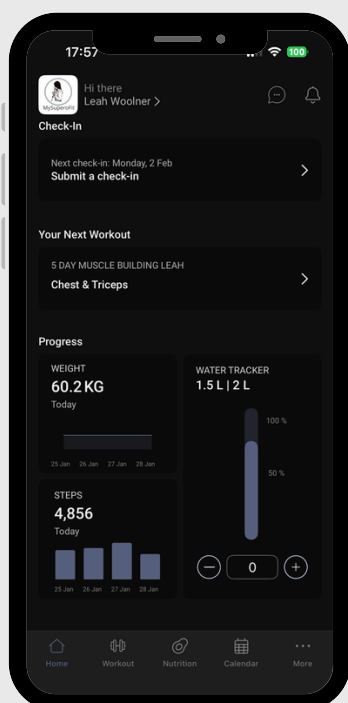 17:57
100
MySuperofit
Hi there
Leah Woolner >
Check-In
Next check-in: Monday, 2 Feb
Submit a check-in
Your Next Workout
5 DAY MUSCLE BUILDING LEAH
Chest & Triceps
Progress
WEIGHT
60.2 KG
Today
25 Jan 26 Jan 27 Jan 28 Jan
WATER TRACKER
1.5 L | 2 L
100 %
50 %
0
STEPS
4,856
Today
25 Jan 26 Jan 27 Jan 28 Jan
Home Workout Nutrition Calendar More